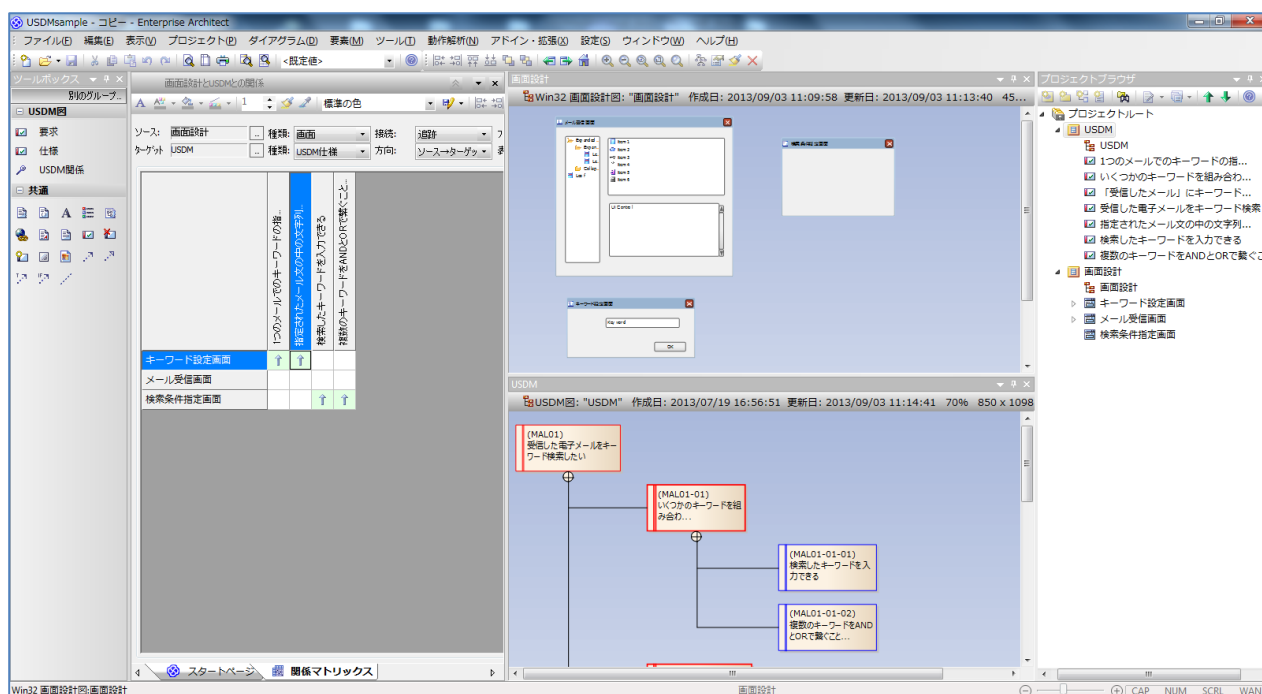 USDMsample - コピー - Enterprise Architect
ファイル(F) 編集(E) 表示(V) プロジェクト(P) ダイアグラム(D) 要素(M) ツール(T) 動作解析(N) アドイン・拡張(X) 設定(S) ウィンドウ(W) ヘルプ(H)
<既定値>
ツールボックス
別のグループ...
USDM図
要求
仕様
USDM関係
共通
画面設計とUSDMとの関係
1 標準の色
ソース: 画面設計 .. 種類: 画面 接続: 追跡
ターゲット USDM .. 種類: USDM仕様 方向: ソース→ターゲッ
1つのメールでのキーワードの指...
指定されたメール文の中の文字列...
検索したキーワードを入力できる
複数のキーワードをANDとORで繋ぐこと...
キーワード設定画面
メール受信画面
検索条件指定画面
スタートページ 関係マトリックス
画面設計
Win32 画面設計図: "画面設計" 作成日: 2013/09/03 11:09:58 更新日: 2013/09/03 11:13:40 45...
Item 1
Item 2
Item 3
Item 4
Item 5
Item 6
キーワード設定画面
Key word
OK
USDM
USDM図: "USDM" 作成日: 2013/07/19 16:56:51 更新日: 2013/09/03 11:14:41 70% 850 x 1098
(MAL01)
受信した電子メールをキー
ワード検索したい
(MAL01-01)
いくつかのキーワードを組
み合わ...
(MAL01-01-01)
検索したキーワードを入
力できる
(MAL01-01-02)
複数のキーワードをAND
とORで繋ぐこと...
プロジェクトブラウザ
プロジェクトルート
USDM
USDM
1つのメールでのキーワードの指...
いくつかのキーワードを組み合わ...
「受信したメール」にキーワード...
受信した電子メールをキーワード検索
指定されたメール文の中の文字列...
検索したキーワードを入力できる
複数のキーワードをANDとORで繋ぐこ
画面設計
画面設計
キーワード設定画面
メール受信画面
検索条件指定画面
Win32 画面設計図:画面設計
画面設計
CAP NUM SCRL WAN